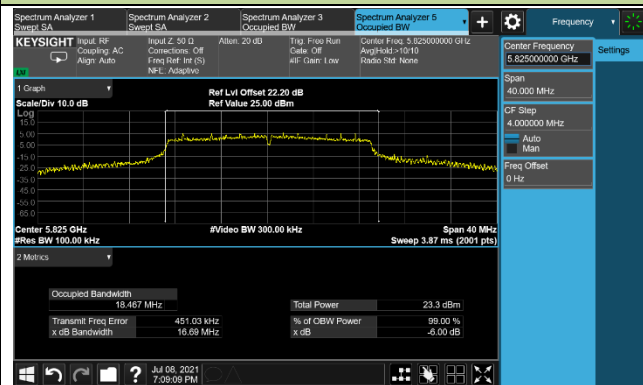 Spectrum Analyzer 1
Swept SA
Spectrum Analyzer 2
Swept SA
Spectrum Analyzer 3
Occupied BW
Spectrum Analyzer 5
Occupied BW
+
Frequency
KEYSIGHT
Input: RF
Coupling: AC
Align: Auto
Input Z: 50 Ω
Corrections: Off
Freq Ref: Int (S)
NFE: Adaptive
Atten: 20 dB
Trig: Free Run
Gate: Off
#IF Gain: Low
Center Freq: 5.825000000 GHz
Avg|Hold:>10/10
Radio Std: None
Center Frequency
5.825000000 GHz
Settings
Span
40.000 MHz
CF Step
4.000000 MHz
Auto
Man
Freq Offset
0 Hz
1 Graph
Scale/Div 10.0 dB
Ref Lvl Offset 22.20 dB
Ref Value 25.00 dBm
Log
15.0
5.00
-5.00
-15.0
-25.0
-35.0
-45.0
-55.0
-65.0
Center 5.825 GHz
#Video BW 300.00 kHz
Span 40 MHz
#Res BW 100.00 kHz
Sweep 3.87 ms (2001 pts)
2 Metrics
Occupied Bandwidth
18.467 MHz
Total Power
23.3 dBm
Transmit Freq Error
451.03 kHz
% of OBW Power
99.00 %
x dB Bandwidth
16.69 MHz
x dB
-6.00 dB
?
Jul 08, 2021
7:09:09 PM